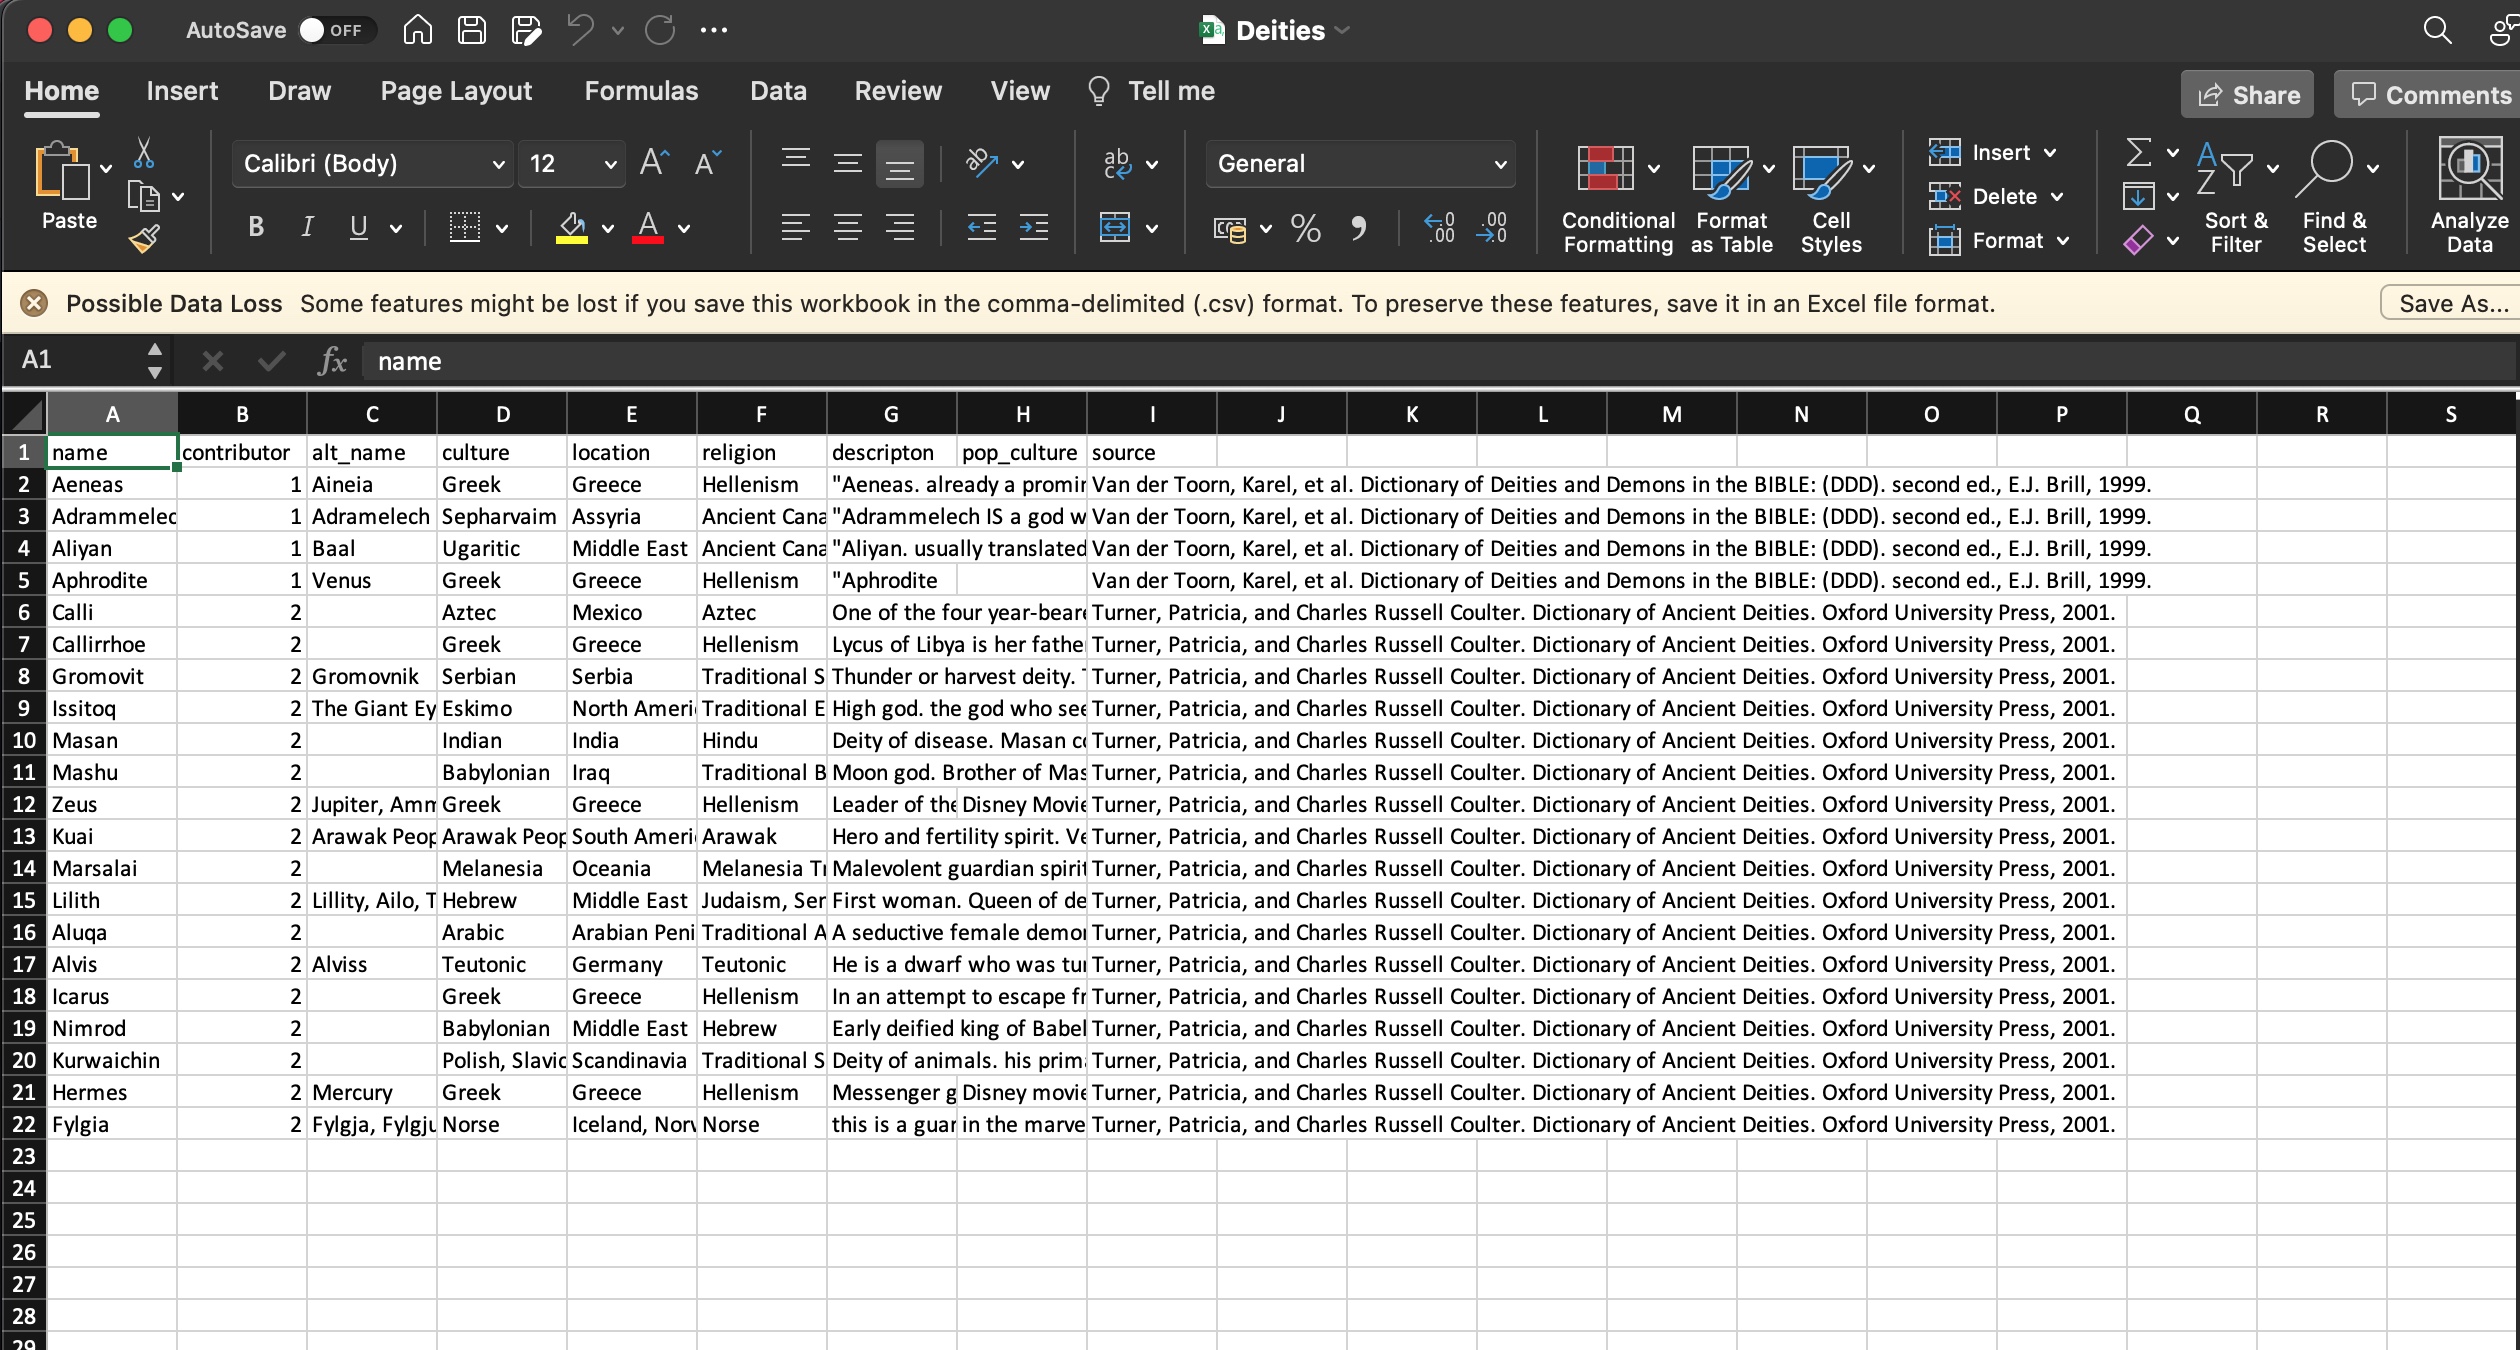 AutoSave OFF Deities
Home Insert Draw Page Layout Formulas Data Review View Tell me Share Comments
Paste Calibri (Body) 12 General Conditional Formatting Format as Table Cell Styles Insert Delete Format Sort & Filter Find & Select Analyze Data
Possible Data Loss Some features might be lost if you save this workbook in the comma-delimited (.csv) format. To preserve these features, save it in an Excel file format. Save As...
A1 fx name
A B C D E F G H I J K L M N O P Q R S
1 name contributor alt_name culture location religion descripton pop_culture source
2 Aeneas 1 Aineia Greek Greece Hellenism "Aeneas. already a promin Van der Toorn, Karel, et al. Dictionary of Deities and Demons in the BIBLE: (DDD). second ed., E.J. Brill, 1999.
3 Adrammelec 1 Adramelech Sepharvaim Assyria Ancient Cana "Adrammelech IS a god w Van der Toorn, Karel, et al. Dictionary of Deities and Demons in the BIBLE: (DDD). second ed., E.J. Brill, 1999.
4 Aliyan 1 Baal Ugaritic Middle East Ancient Cana "Aliyan. usually translated Van der Toorn, Karel, et al. Dictionary of Deities and Demons in the BIBLE: (DDD). second ed., E.J. Brill, 1999.
5 Aphrodite 1 Venus Greek Greece Hellenism "Aphrodite Van der Toorn, Karel, et al. Dictionary of Deities and Demons in the BIBLE: (DDD). second ed., E.J. Brill, 1999.
6 Calli 2 Aztec Mexico Aztec One of the four year-beare Turner, Patricia, and Charles Russell Coulter. Dictionary of Ancient Deities. Oxford University Press, 2001.
7 Callirrhoe 2 Greek Greece Hellenism Lycus of Libya is her fathe Turner, Patricia, and Charles Russell Coulter. Dictionary of Ancient Deities. Oxford University Press, 2001.
8 Gromovit 2 Gromovnik Serbian Serbia Traditional S Thunder or harvest deity. Turner, Patricia, and Charles Russell Coulter. Dictionary of Ancient Deities. Oxford University Press, 2001.
9 Issitoq 2 The Giant Ey Eskimo North Ameri Traditional E High god. the god who see Turner, Patricia, and Charles Russell Coulter. Dictionary of Ancient Deities. Oxford University Press, 2001.
10 Masan 2 Indian India Hindu Deity of disease. Masan c Turner, Patricia, and Charles Russell Coulter. Dictionary of Ancient Deities. Oxford University Press, 2001.
11 Mashu 2 Babylonian Iraq Traditional B Moon god. Brother of Mas Turner, Patricia, and Charles Russell Coulter. Dictionary of Ancient Deities. Oxford University Press, 2001.
12 Zeus 2 Jupiter, Amm Greek Greece Hellenism Leader of the Disney Movie Turner, Patricia, and Charles Russell Coulter. Dictionary of Ancient Deities. Oxford University Press, 2001.
13 Kuai 2 Arawak Peop Arawak Peop South Ameri Arawak Hero and fertility spirit. Ve Turner, Patricia, and Charles Russell Coulter. Dictionary of Ancient Deities. Oxford University Press, 2001.
14 Marsalai 2 Melanesia Oceania Melanesia Tr Malevolent guardian spirit Turner, Patricia, and Charles Russell Coulter. Dictionary of Ancient Deities. Oxford University Press, 2001.
15 Lilith 2 Lillity, Ailo, T Hebrew Middle East Judaism, Ser First woman. Queen of de Turner, Patricia, and Charles Russell Coulter. Dictionary of Ancient Deities. Oxford University Press, 2001.
16 Aluqa 2 Arabic Arabian Peni Traditional A A seductive female demo Turner, Patricia, and Charles Russell Coulter. Dictionary of Ancient Deities. Oxford University Press, 2001.
17 Alvis 2 Alviss Teutonic Germany Teutonic He is a dwarf who was tur Turner, Patricia, and Charles Russell Coulter. Dictionary of Ancient Deities. Oxford University Press, 2001.
18 Icarus 2 Greek Greece Hellenism In an attempt to escape fr Turner, Patricia, and Charles Russell Coulter. Dictionary of Ancient Deities. Oxford University Press, 2001.
19 Nimrod 2 Babylonian Middle East Hebrew Early deified king of Babel Turner, Patricia, and Charles Russell Coulter. Dictionary of Ancient Deities. Oxford University Press, 2001.
20 Kurwaichin 2 Polish, Slavic Scandinavia Traditional S Deity of animals. his prim Turner, Patricia, and Charles Russell Coulter. Dictionary of Ancient Deities. Oxford University Press, 2001.
21 Hermes 2 Mercury Greek Greece Hellenism Messenger g Disney movie Turner, Patricia, and Charles Russell Coulter. Dictionary of Ancient Deities. Oxford University Press, 2001.
22 Fylgia 2 Fylgja, Fylgju Norse Iceland, Norw Norse this is a guar in the marve Turner, Patricia, and Charles Russell Coulter. Dictionary of Ancient Deities. Oxford University Press, 2001.
23
24
25
26
27
28
29